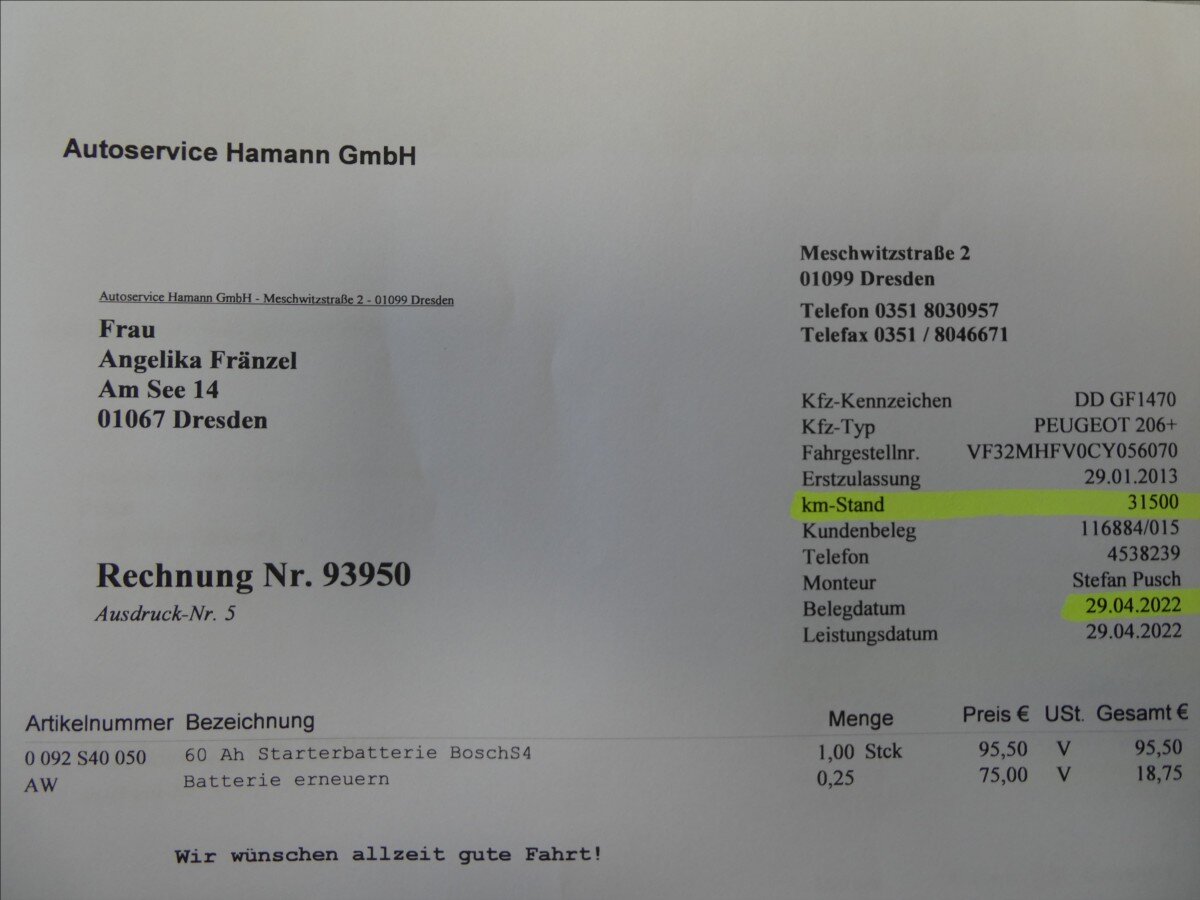 Autoservice Hamann GmbH
Meschwitzstraße 2
01099 Dresden
Telefon 0351 8030957
Telefax 0351 / 8046671
Autoservice Hamann GmbH - Meschwitzstraße 2 - 01099 Dresden
Frau
Angelika Fränzel
Am See 14
01067 Dresden
Kfz-Kennzeichen DD GF1470
Kfz-Typ PEUGEOT 206+
Fahrgestellnr. VF32MHFV0CY056070
Erstzulassung 29.01.2013
km-Stand 31500
Kundenbeleg 116884/015
Telefon 4538239
Monteur Stefan Pusch
Belegdatum 29.04.2022
Leistungsdatum 29.04.2022
Rechnung Nr. 93950
Ausdruck-Nr. 5
Artikelnummer Bezeichnung Menge Preis € USt. Gesamt €
0 092 S40 050 60 Ah Starterbatterie BoschS4 1,00 Stck 95,50 V 95,50
AW Batterie erneuern 0,25 75,00 V 18,75
Wir wünschen allzeit gute Fahrt!